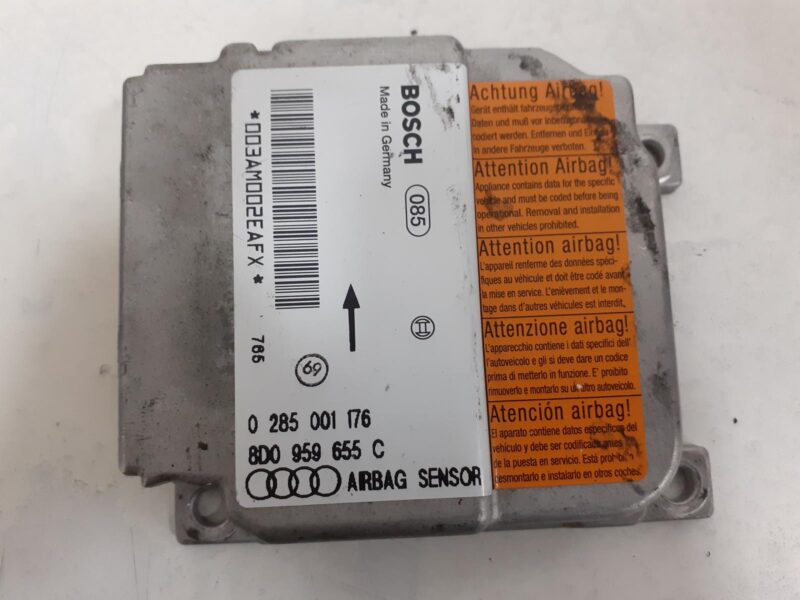 *003AM002EAFX*
765
BOSCH
Made in Germany
085
69
0 285 001 176
8D0 959 655 C
AIRBAG SENSOR
Achtung Airbag!
Gerät enthält
Daten und muß vor
codiert werden. Entfernen und
in andere Fahrzeuge verboten.
Attention Airbag!
Appliance contains data for the specific
vehicle and must be coded before being
operational. Removal and installation
in other vehicles prohibited.
Attention airbag!
L'appareil renferme des données spéci-
fiques au véhicule et doit être codé avant
la mise en service. L'enlèvement et le mon-
tage dans d'autres véhicules est interdit.
Attenzione airbag!
L'apparecchio contiene i dati specifici dell'
autoveicolo e gli si deve dare un codice
prima di metterlo in funzione. E' proibito
rimuoverlo e montarlo su un altro autoveicolo.
Atención airbag!
El aparato contiene datos específicos del
vehículo y debe ser codificado antes
de la puesta en servicio. Está
desmontarlo e instalarlo en otros coches.